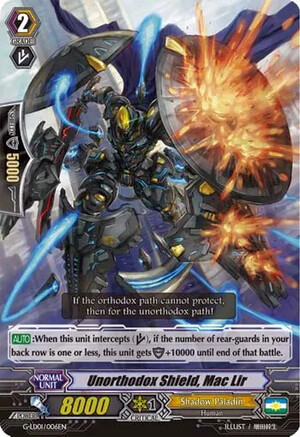 2
GRADE
5000
If the orthodox path cannot protect,
then for the unorthodox path!
AUTO :When this unit intercepts ( ), if the number of rear-guards in your
back row is one or less, this unit gets +10000 until end of that battle.
NORMAL UNIT
Unorthodox Shield, Mac Lir
POWER
8000
1
CRITICAL
Shadow Paladin
Human
G-LD01/006EN
ILLUST /